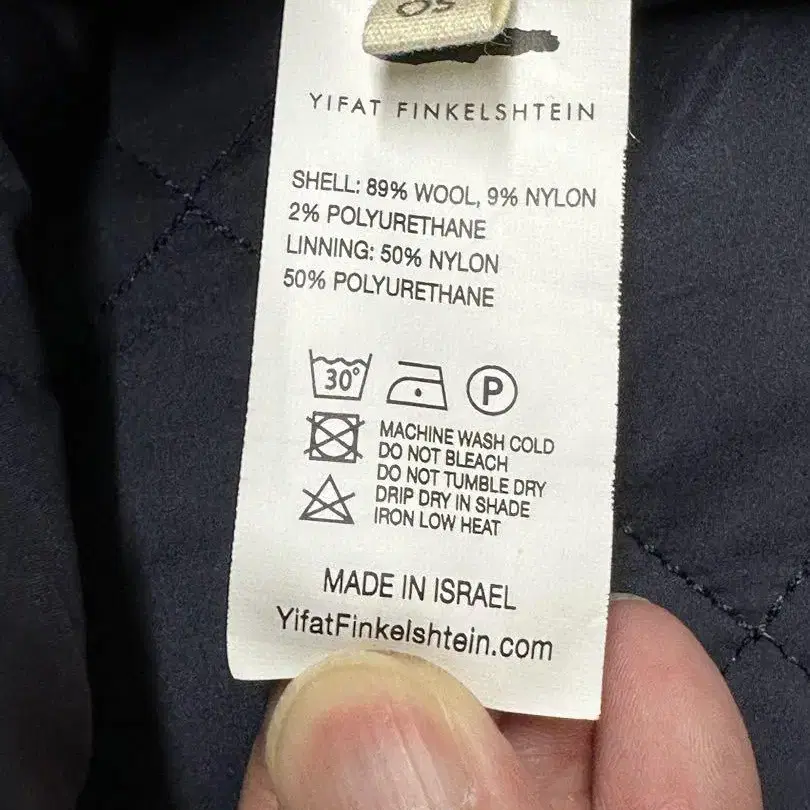 OS
YIFAT FINKELSHTEIN
SHELL: 89% WOOL, 9% NYLON
2% POLYURETHANE
LINNING: 50% NYLON
50% POLYURETHANE
30° P
MACHINE WASH COLD
DO NOT BLEACH
DO NOT TUMBLE DRY
DRIP DRY IN SHADE
IRON LOW HEAT
MADE IN ISRAEL
YifatFinkelshtein.com